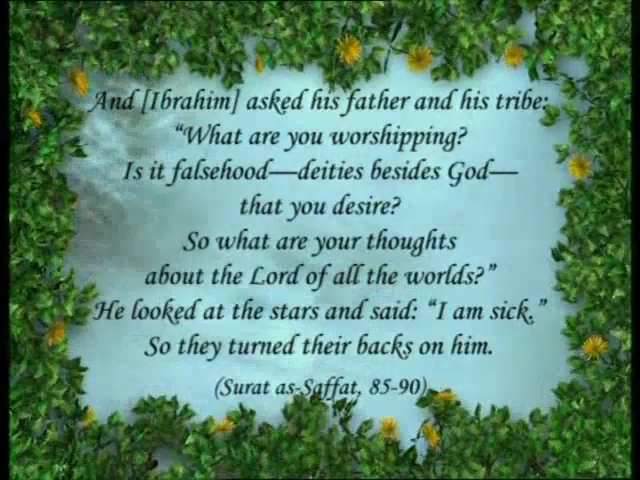 And [Ibrahim] asked his father and his tribe:
“What are you worshipping?
Is it falsehood—deities besides God—
that you desire?
So what are your thoughts
about the Lord of all the worlds?”
He looked at the stars and said: “I am sick.”
So they turned their backs on him.
(Surat as-Saffat, 85-90)